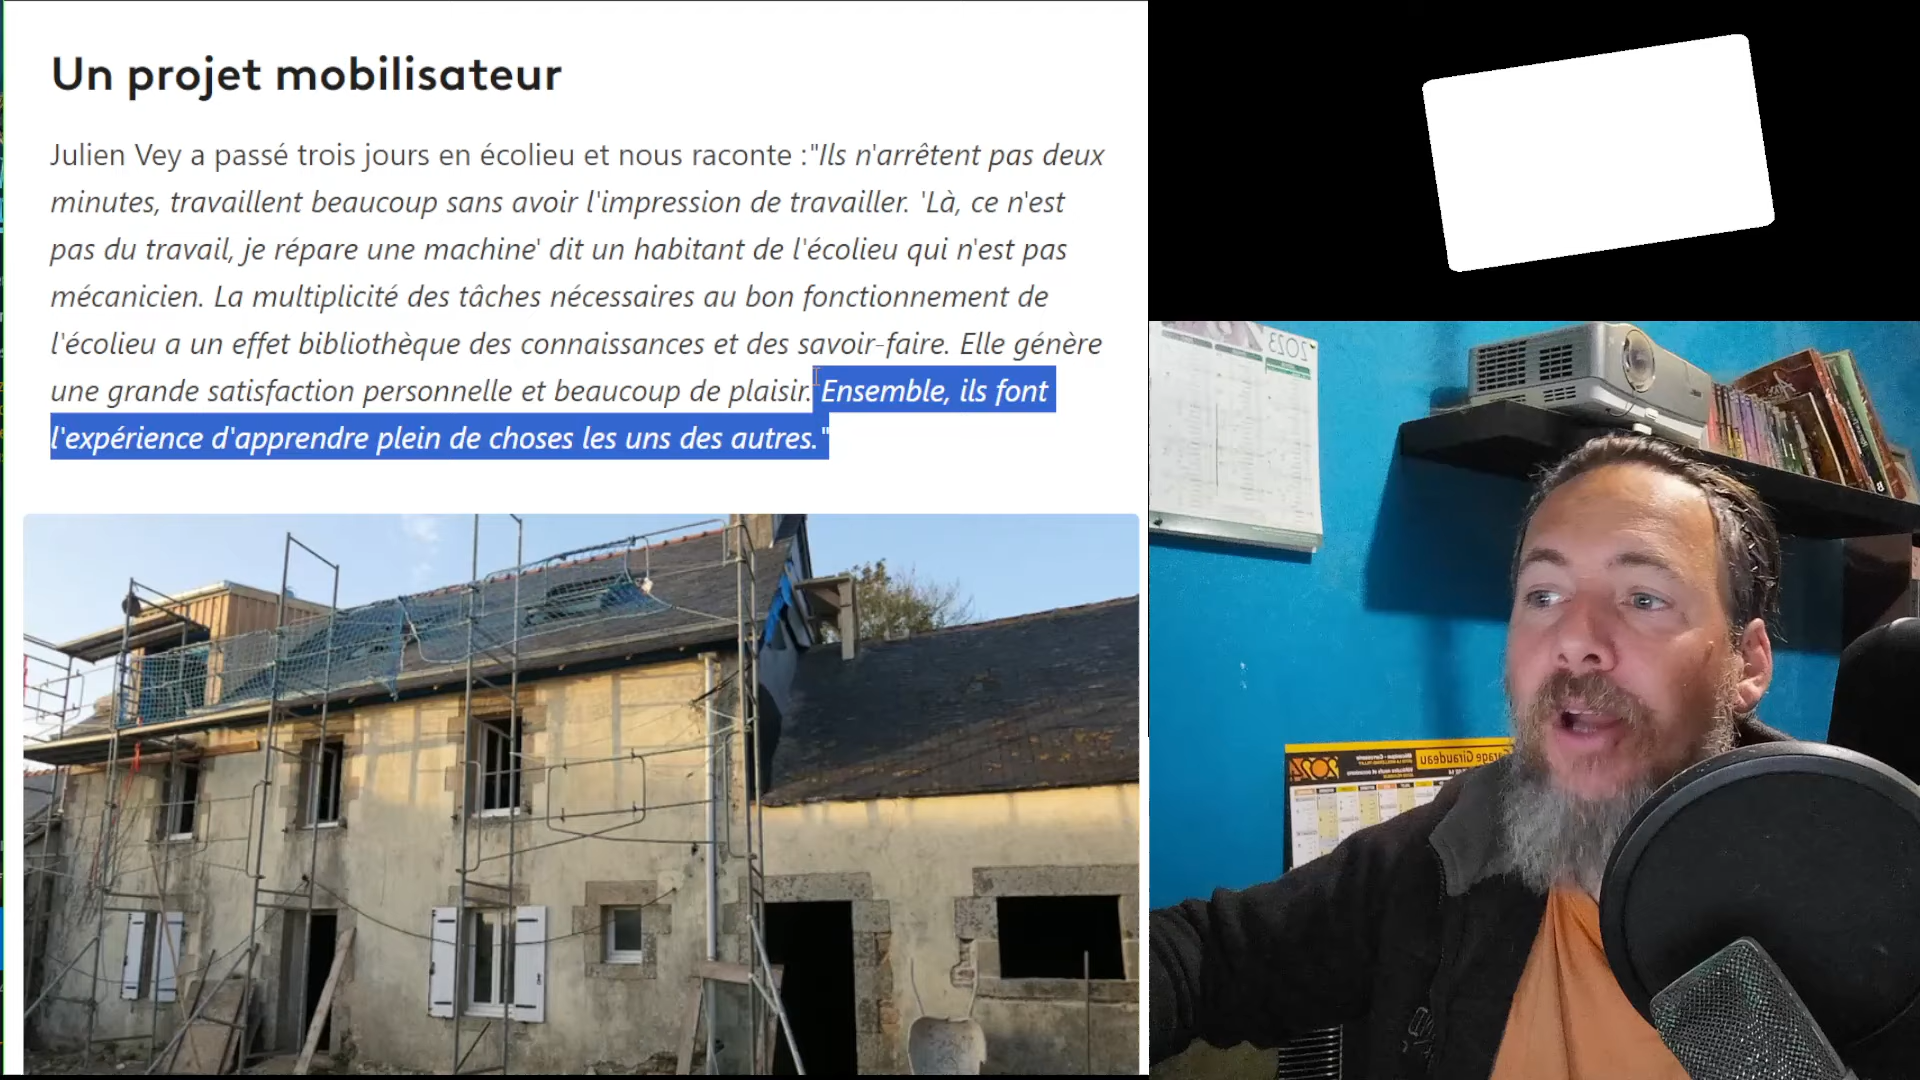 Un projet mobilisateur
Julien Vey a passé trois jours en écolieu et nous raconte :"Ils n'arrêtent pas deux
minutes, travaillent beaucoup sans avoir l'impression de travailler. 'Là, ce n'est
pas du travail, je répare une machine' dit un habitant de l'écolieu qui n'est pas
mécanicien. La multiplicité des tâches nécessaires au bon fonctionnement de
l'écolieu a un effet bibliothèque des connaissances et des savoir-faire. Elle génère
une grande satisfaction personnelle et beaucoup de plaisir. Ensemble, ils font
l'expérience d'apprendre plein de choses les uns des autres."
2023
Garage Giraudeau